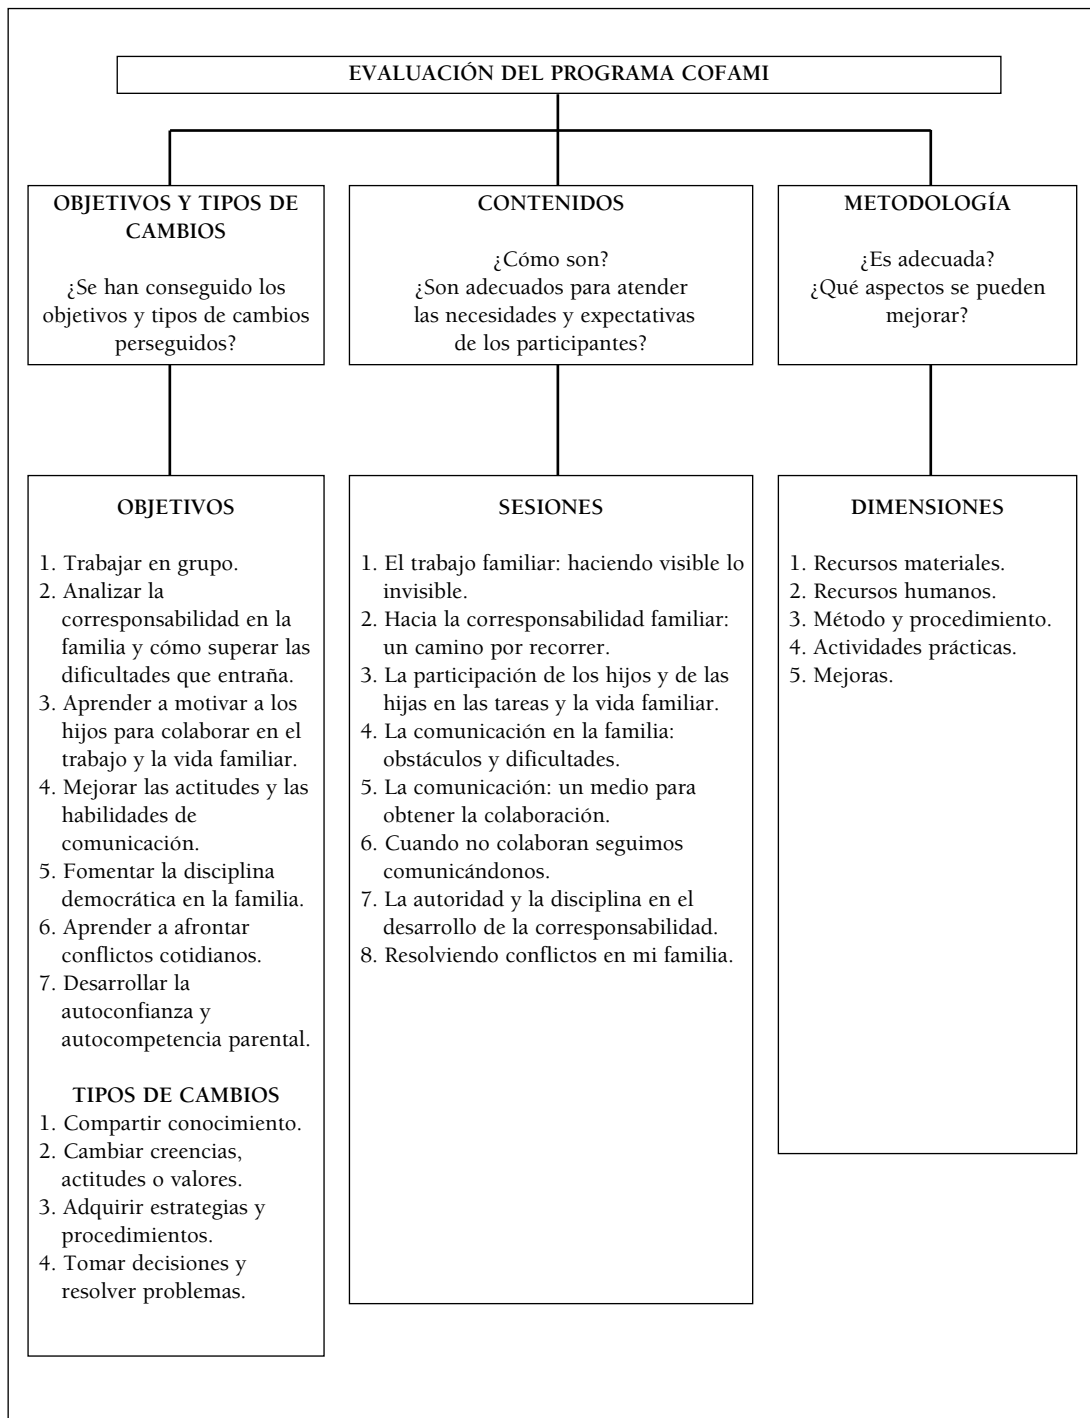 EVALUACIÓN DEL PROGRAMA COFAMI
OBJETIVOS Y TIPOS DE
CAMBIOS
¿Se han conseguido los
objetivos y tipos de cambios
perseguidos?
CONTENIDOS
¿Cómo son?
¿Son adecuados para atender
las necesidades y expectativas
de los participantes?
METODOLOGÍA
¿Es adecuada?
¿Qué aspectos se pueden
mejorar?
OBJETIVOS
1. Trabajar en grupo.
2. Analizar la
corresponsabilidad en la
familia y cómo superar las
dificultades que entraña.
3. Aprender a motivar a los
hijos para colaborar en el
trabajo y la vida familiar.
4. Mejorar las actitudes y las
habilidades de
comunicación.
5. Fomentar la disciplina
democrática en la familia.
6. Aprender a afrontar
conflictos cotidianos.
7. Desarrollar la
autoconfianza y
autocompetencia parental.
TIPOS DE CAMBIOS
1. Compartir conocimiento.
2. Cambiar creencias,
actitudes o valores.
3. Adquirir estrategias y
procedimientos.
4. Tomar decisiones y
resolver problemas.
SESIONES
1. El trabajo familiar: haciendo visible lo
invisible.
2. Hacia la corresponsabilidad familiar:
un camino por recorrer.
3. La participación de los hijos y de las
hijas en las tareas y la vida familiar.
4. La comunicación en la familia:
obstáculos y dificultades.
5. La comunicación: un medio para
obtener la colaboración.
6. Cuando no colaboran seguimos
comunicándonos.
7. La autoridad y la disciplina en el
desarrollo de la corresponsabilidad.
8. Resolviendo conflictos en mi familia.
DIMENSIONES
1. Recursos materiales.
2. Recursos humanos.
3. Método y procedimiento.
4. Actividades prácticas.
5. Mejoras.